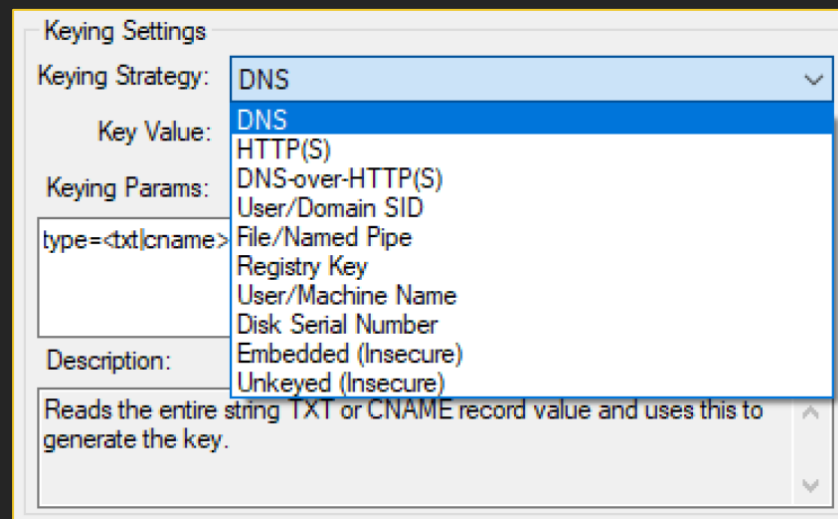 Keying Settings
Keying Strategy: DNS
DNS
Key Value:
HTTP(S)
DNS-over-HTTP(S)
Keying Params:
User/Domain SID
type=<txt|cname>
File/Named Pipe
Registry Key
User/Machine Name
Disk Serial Number
Embedded (Insecure)
Description:
Unkeyed (Insecure)
Reads the entire string TXT or CNAME record value and uses this to
generate the key.